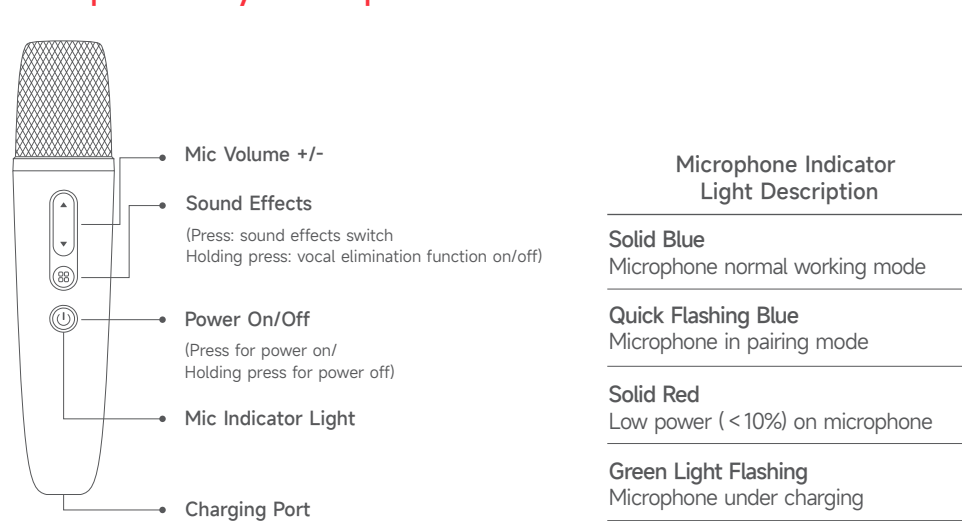 Mic Volume +/-
Sound Effects
(Press: sound effects switch
Holding press: vocal elimination function on/off)
Power On/Off
(Press for power on/
Holding press for power off)
Mic Indicator Light
Charging Port
Microphone Indicator
Light Description
Solid Blue
Microphone normal working mode
Quick Flashing Blue
Microphone in pairing mode
Solid Red
Low power (<10%) on microphone
Green Light Flashing
Microphone under charging